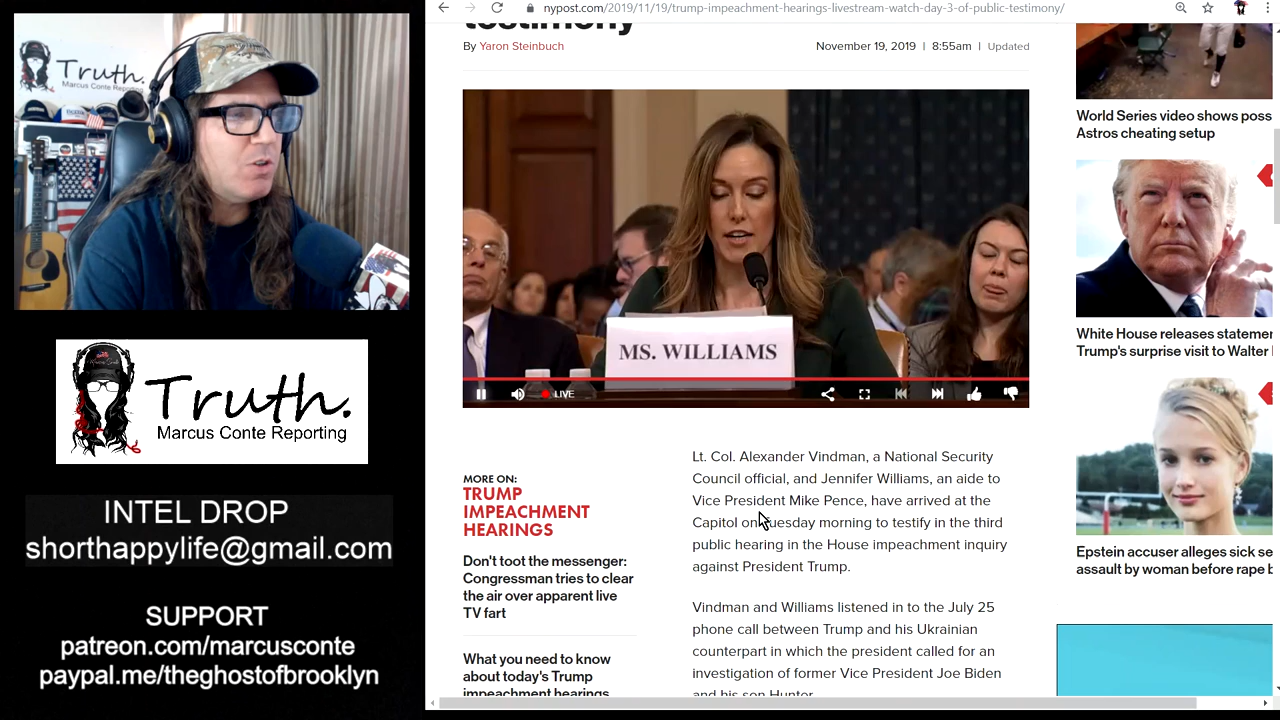 Truth.
Marcus Conte Reporting
Truth.
Marcus Conte Reporting
INTEL DROP
shorthappylife@gmail.com
SUPPORT
patreon.com/marcusconte
paypal.me/theghostofbrooklyn
nypost.com/2019/11/19/trump-impeachment-hearings-livestream-watch-day-3-of-public-testimony/
testimony
By Yaron Steinbuch
November 19, 2019 | 8:55am | Updated
MS. WILLIAMS
LIVE
MORE ON:
TRUMP
IMPEACHMENT
HEARINGS
Don't toot the messenger:
Congressman tries to clear
the air over apparent live
TV fart
What you need to know
about today's Trump
impeachment hearings
Lt. Col. Alexander Vindman, a National Security
Council official, and Jennifer Williams, an aide to
Vice President Mike Pence, have arrived at the
Capitol on Tuesday morning to testify in the third
public hearing in the House impeachment inquiry
against President Trump.
Vindman and Williams listened in to the July 25
phone call between Trump and his Ukrainian
counterpart in which the president called for an
investigation of former Vice President Joe Biden
and his son Hunter.
World Series video shows poss
Astros cheating setup
White House releases statemen
Trump's surprise visit to Walter
Epstein accuser alleges sick se
assault by woman before rape b